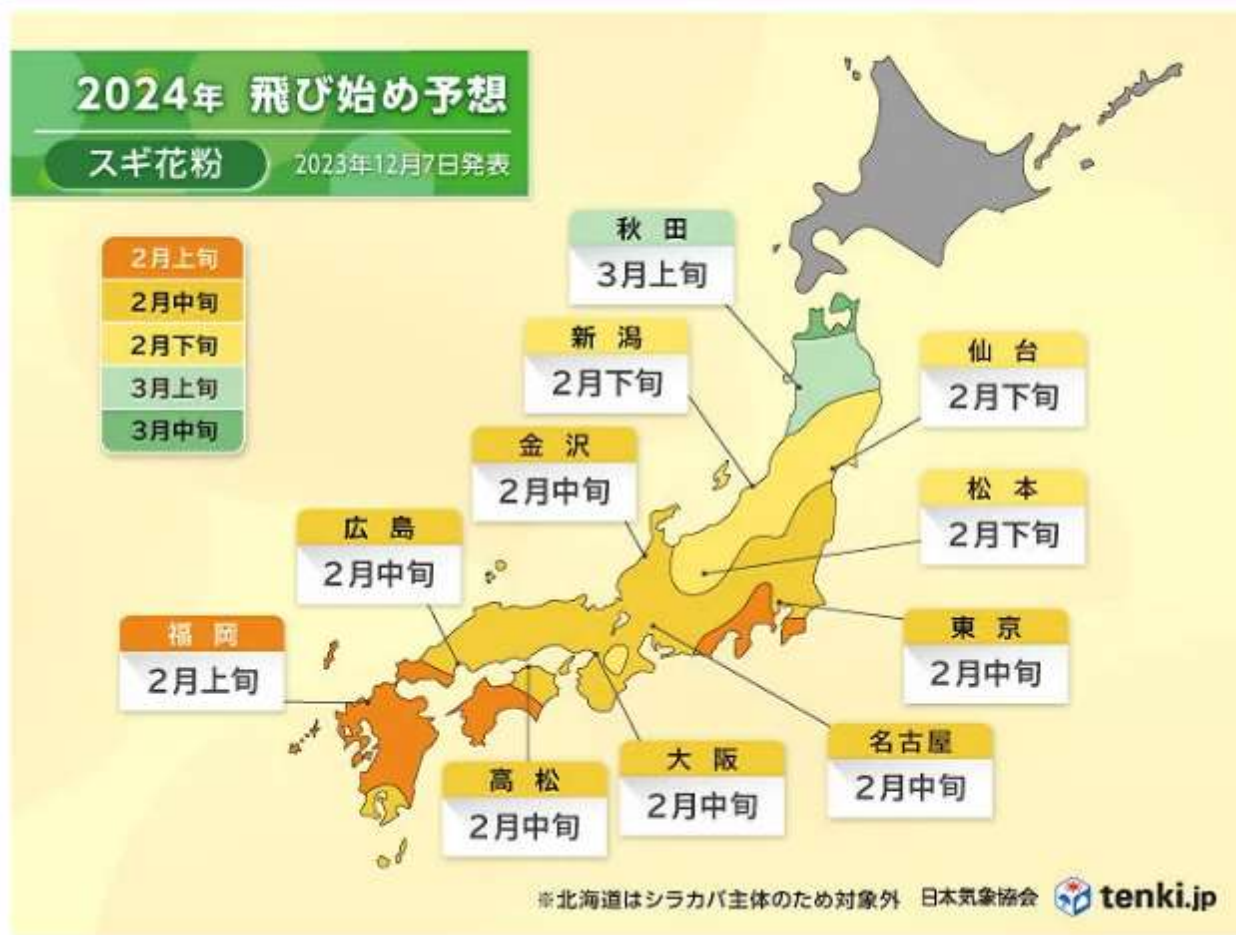 2024年 飛び始め予想
スギ花粉 2023年12月7日発表
2月上旬
2月中旬
2月下旬
3月上旬
3月中旬
秋田
3月上旬
新潟
2月下旬
仙台
2月下旬
金沢
2月中旬
松本
2月下旬
広島
2月中旬
福岡
2月上旬
東京
2月中旬
名古屋
2月中旬
大阪
2月中旬
高松
2月中旬
※北海道はシラカバ主体のため対象外 日本気象協会 tenki.jp